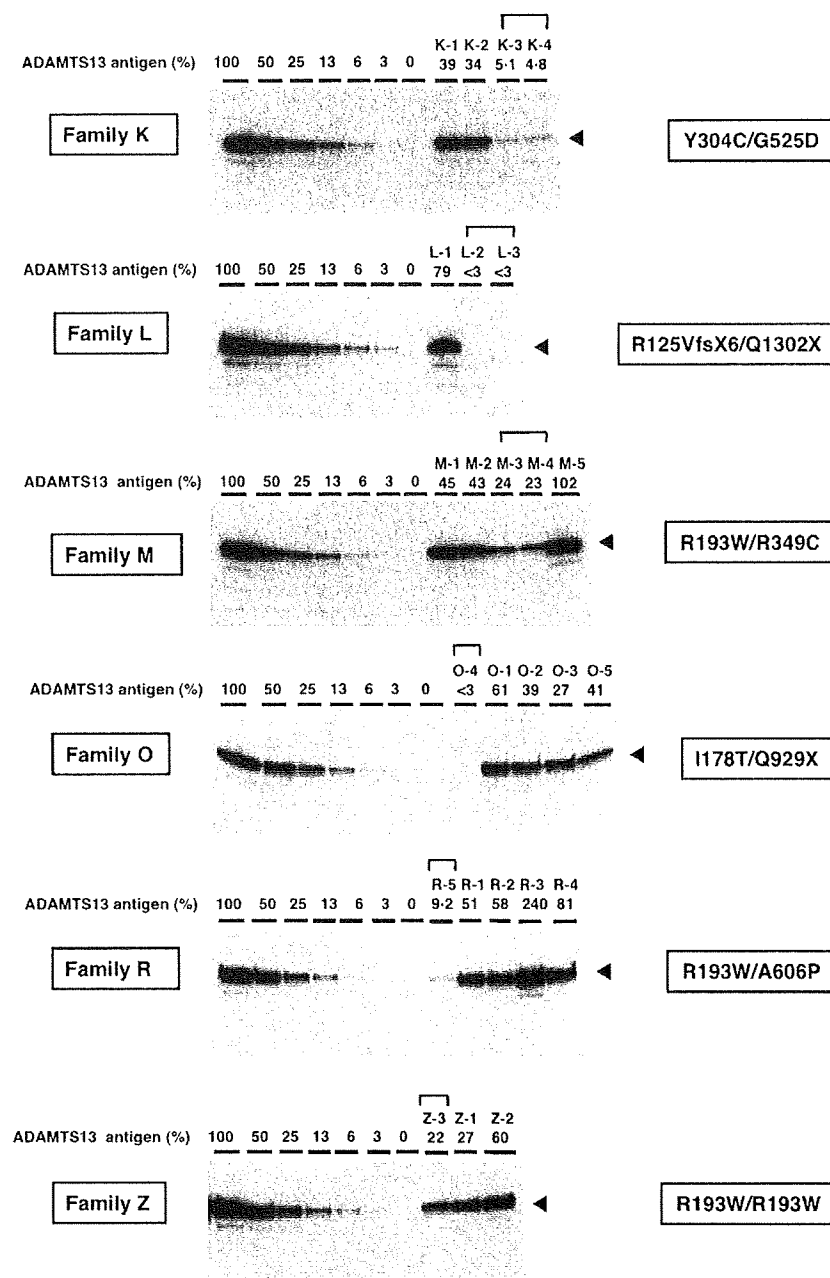 K-1 K-2 K-3 K-4
ADAMTS13 antigen (%) 100 50 25 13 6 3 0 39 34 5·1 4·8
Family K
Y304C/G525D
L-1 L-2 L-3
ADAMTS13 antigen (%) 100 50 25 13 6 3 0 79 <3 <3
Family L
R125VfsX6/Q1302X
M-1 M-2 M-3 M-4 M-5
ADAMTS13 antigen (%) 100 50 25 13 6 3 0 45 43 24 23 102
Family M
R193W/R349C
O-4 O-1 O-2 O-3 O-5
ADAMTS13 antigen (%) 100 50 25 13 6 3 0 <3 61 39 27 41
Family O
I178T/Q929X
R-5 R-1 R-2 R-3 R-4
ADAMTS13 antigen (%) 100 50 25 13 6 3 0 9·2 51 58 240 81
Family R
R193W/A606P
Z-3 Z-1 Z-2
ADAMTS13 antigen (%) 100 50 25 13 6 3 0 22 27 60
Family Z
R193W/R193W